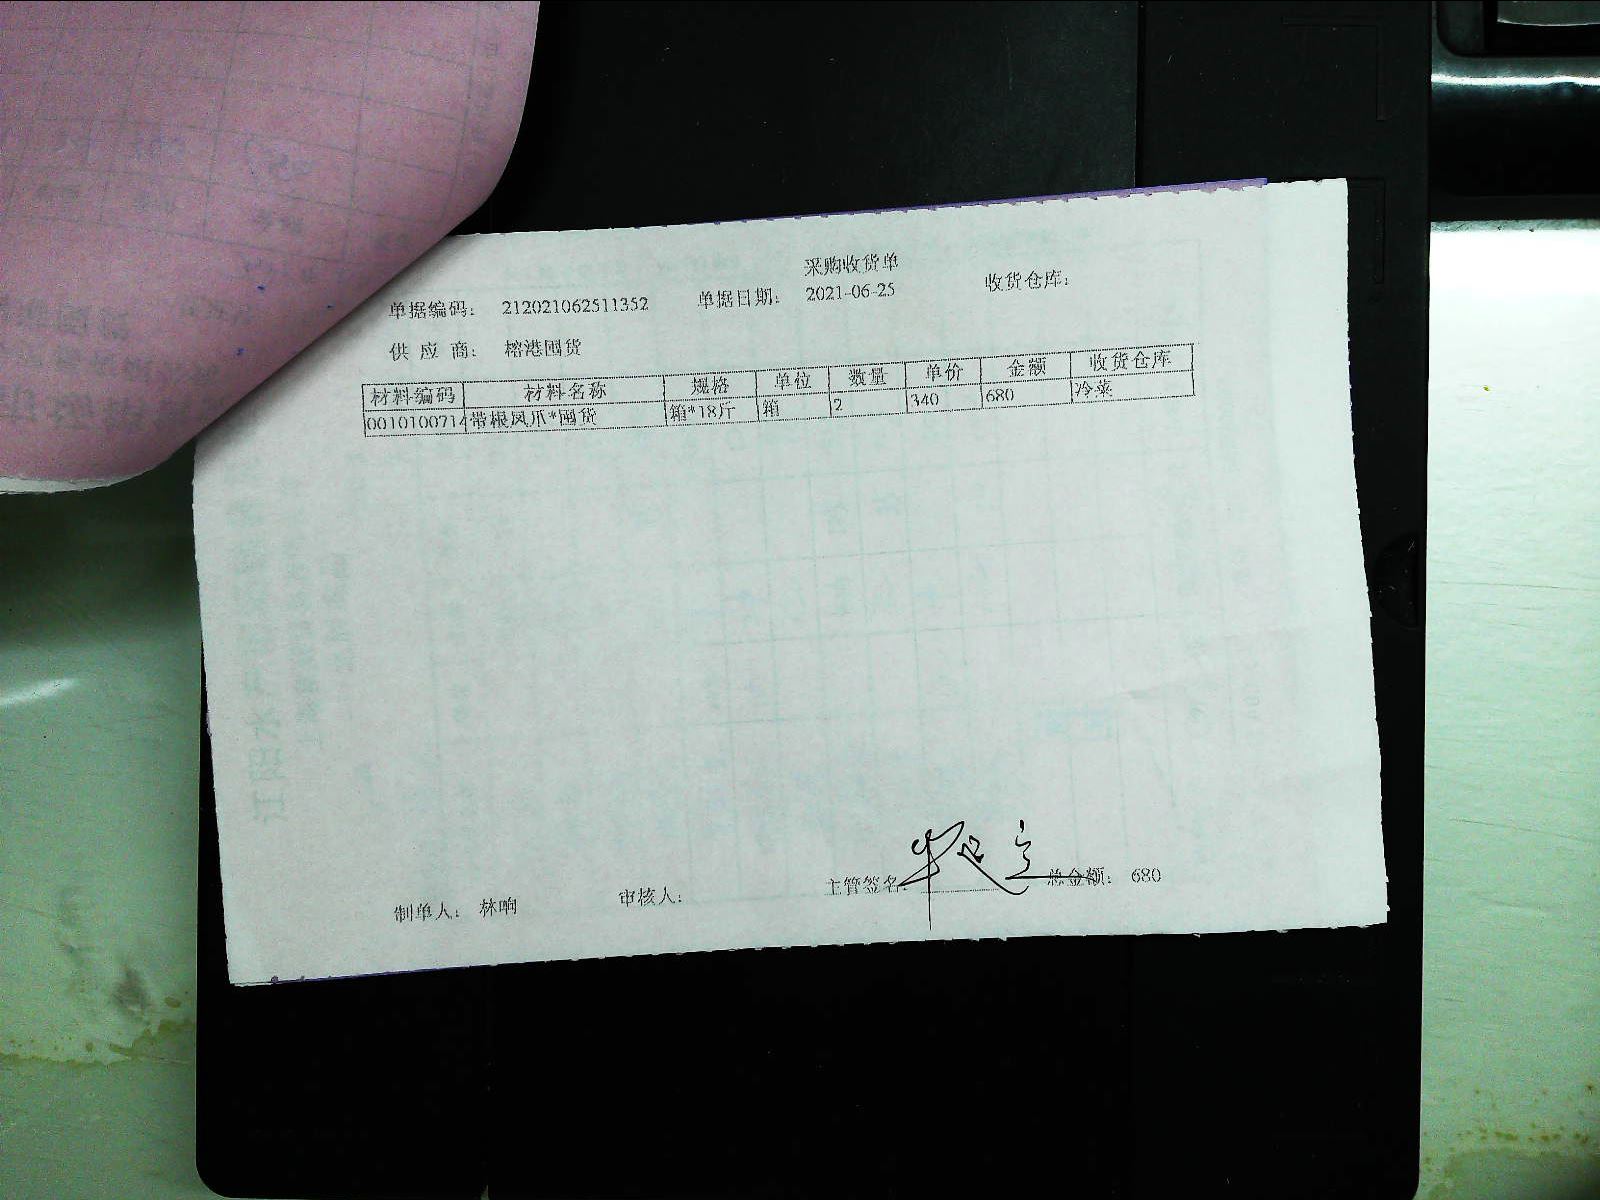 采购收货单
单据编码: 212021062511352 单据日期: 2021-06-25 收货仓库:
供 应 商: 榕港囤货
材料编码 材料名称 规格 单位 数量 单价 金额 收货仓库
0010100714 带根凤爪*囤货 箱*18斤 箱 2 340 680 冷菜
制单人: 林响 审核人: 主管签名: 总金额: 680